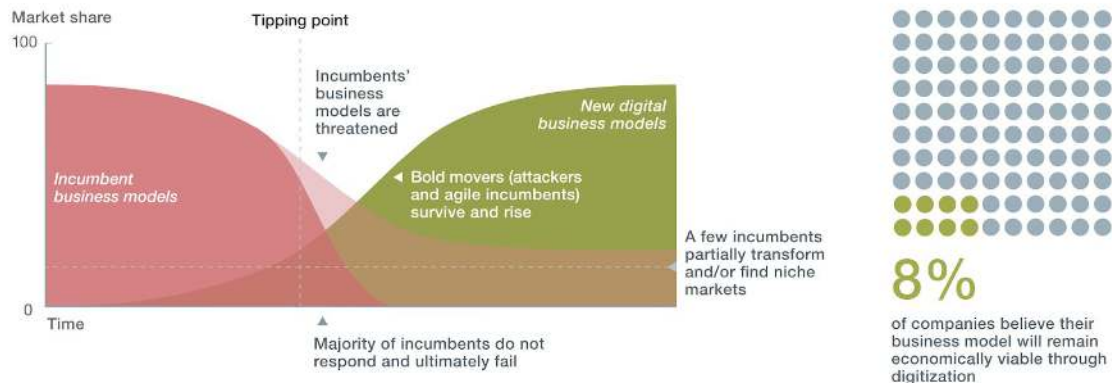 Market share
Tipping point
100
Incumbents'
business
models are
threatened
New digital
business models
Incumbent
business models
Bold movers (attackers
and agile incumbents)
survive and rise
A few incumbents
partially transform
and/or find niche
markets
0
Time
Majority of incumbents do not
respond and ultimately fail
8%
of companies believe their
business model will remain
economically viable through
digitization